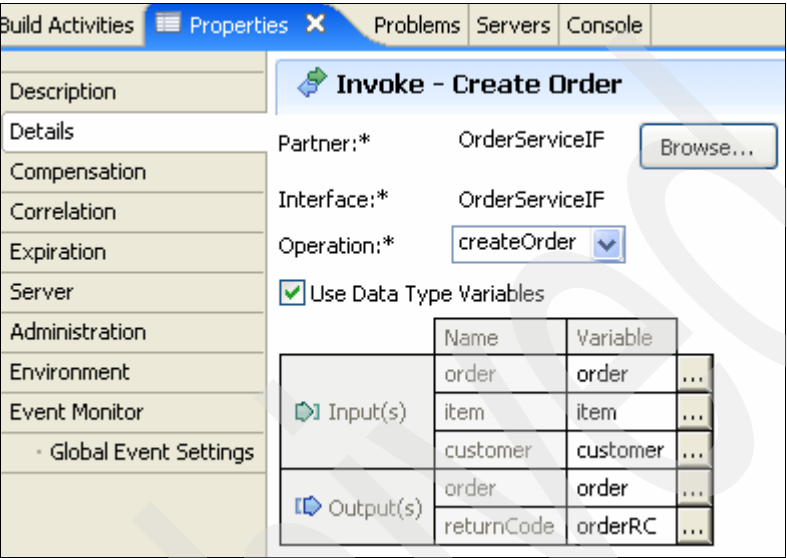 Build Activities Properties Problems Servers Console
Invoke - Create Order
Description
Details
Compensation
Correlation
Expiration
Server
Administration
Environment
Event Monitor
Global Event Settings
Partner:* OrderServiceIF Browse...
Interface:* OrderServiceIF
Operation:* createOrder
Use Data Type Variables
Name Variable
Input(s)
order order ...
item item ...
customer customer ...
Output(s)
order order ...
returnCode orderRC ...